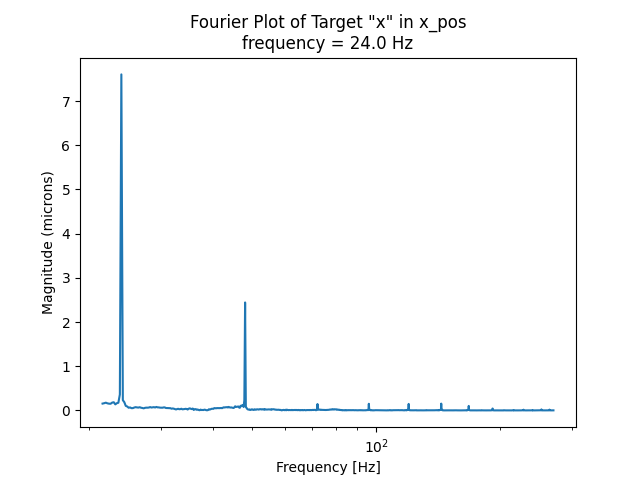 Fourier Plot of Target "x" in x_pos
frequency = 24.0 Hz
7
6
5
4
3
2
1
0
Magnitude (microns)
10²
Frequency [Hz]